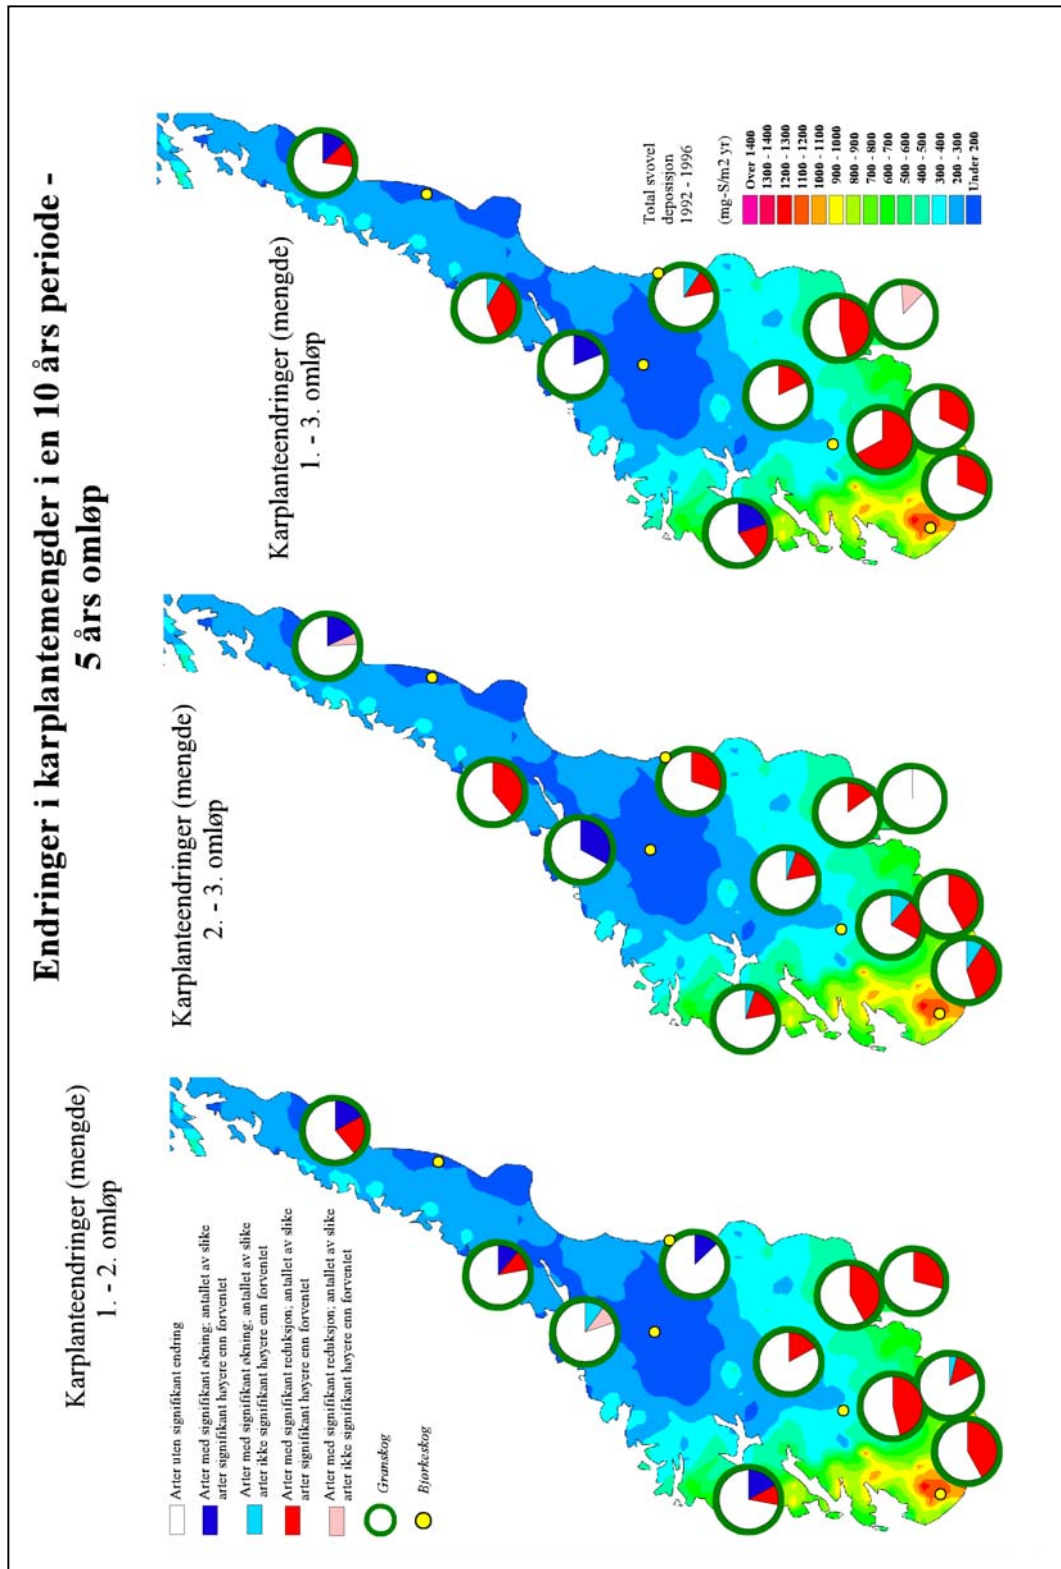 Endringer i karplantemengder i en 10 års periode -
5 års omløp
Karplanteendringer (mengde)
1. - 2. omløp
Karplanteendringer (mengde)
2. - 3. omløp
Karplanteendringer (mengde)
1. - 3. omløp
Arter uten signifikant endring
Arter med signifikant økning; antallet av slike
arter signifikant høyere enn forventet
Arter med signifikant økning; antallet av slike
arter ikke signifikant høyere enn forventet
Arter med signifikant reduksjon; antallet av slike
arter signifikant høyere enn forventet
Arter med signifikant reduksjon; antallet av slike
arter ikke signifikant høyere enn forventet
Granskog
Bjørkeskog
Total svovel
deposisjon
1992 - 1996
(mg-S/m2 yr)
Over 1400
1300 - 1400
1200 - 1300
1100 - 1200
1000 - 1100
900 - 1000
800 - 900
700 - 800
600 - 700
500 - 600
400 - 500
300 - 400
200 - 300
Under 200